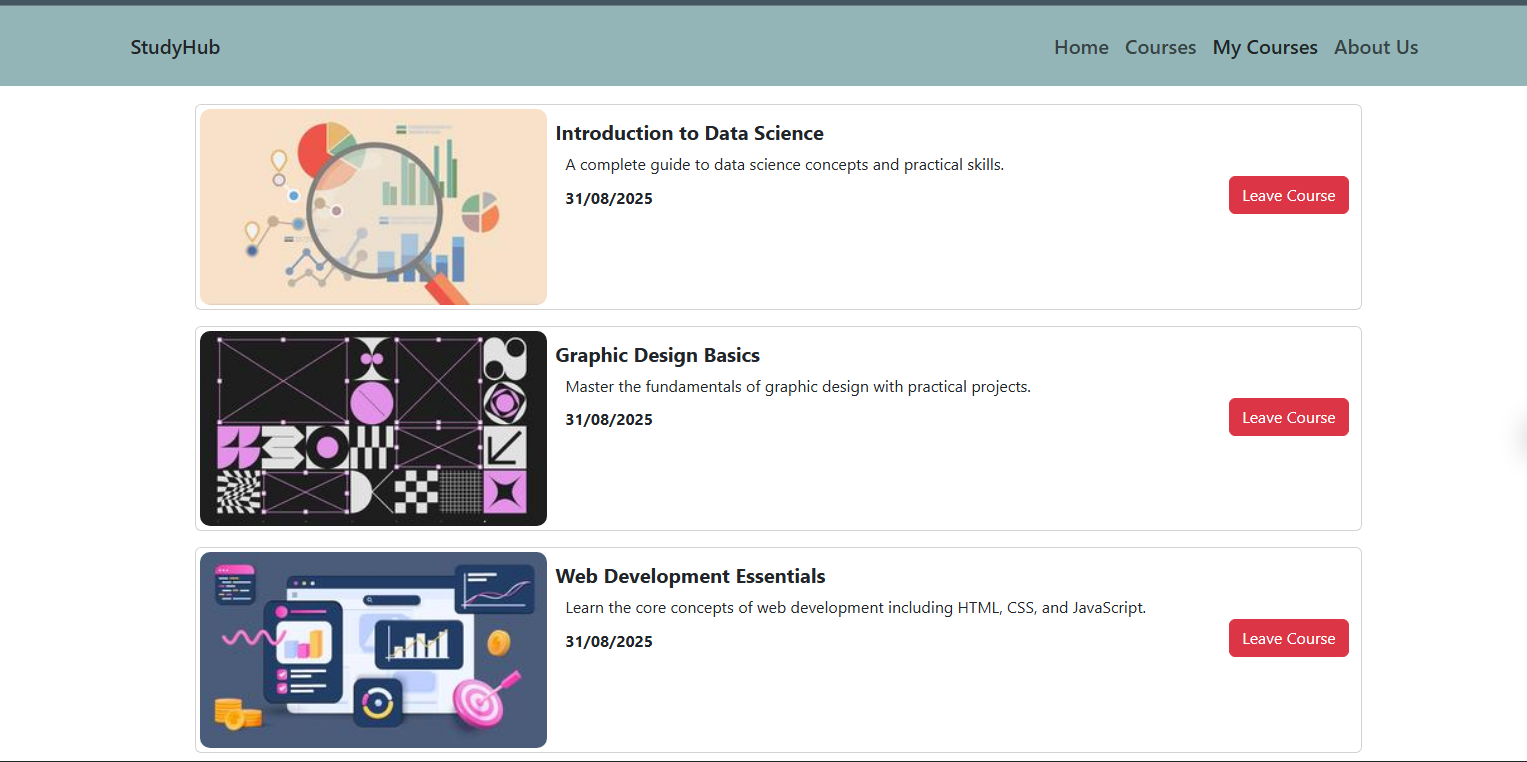 StudyHub Home Courses My Courses About Us
Introduction to Data Science
A complete guide to data science concepts and practical skills.
31/08/2025
Leave Course
Graphic Design Basics
Master the fundamentals of graphic design with practical projects.
31/08/2025
Leave Course
Web Development Essentials
Learn the core concepts of web development including HTML, CSS, and JavaScript.
31/08/2025
Leave Course